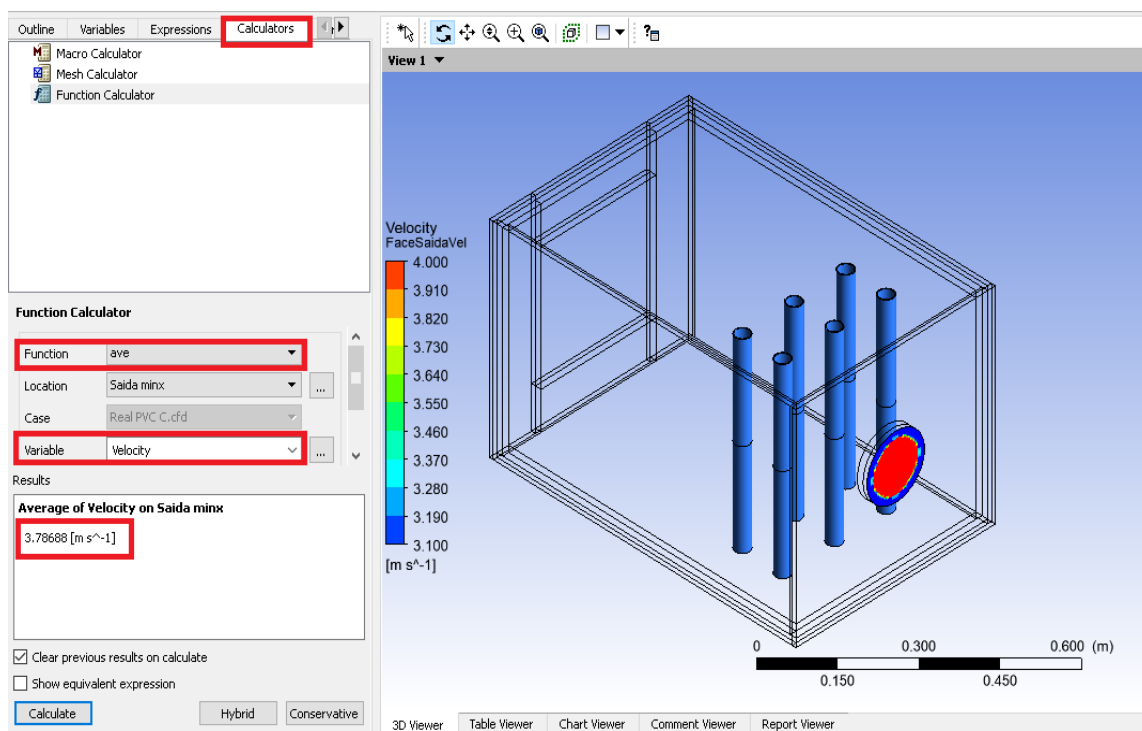 Outline Variables Expressions Calculators
Macro Calculator
Mesh Calculator
Function Calculator
Function Calculator
Function ave
Location Saida minx ...
Case Real PVC C.cfd
Variable Velocity ...
Results
Average of Velocity on Saida minx
3.78688 [m s^-1]
Clear previous results on calculate
Show equivalent expression
Calculate Hybrid Conservative
View 1
Velocity
FaceSaidaVel
4.000
3.910
3.820
3.730
3.640
3.550
3.460
3.370
3.280
3.190
3.100
[m s^-1]
0 0.300 0.600 (m)
0.150 0.450
3D Viewer Table Viewer Chart Viewer Comment Viewer Report Viewer